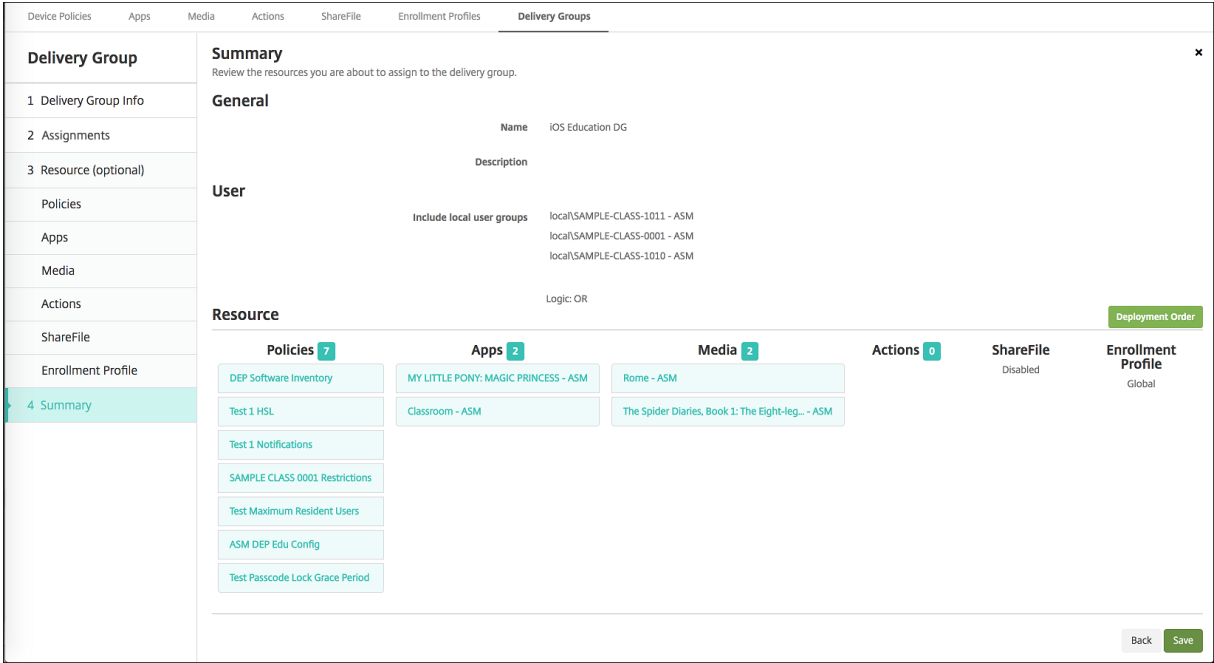 Device Policies Apps Media Actions ShareFile Enrollment Profiles Delivery Groups
Delivery Group
1 Delivery Group Info
2 Assignments
3 Resource (optional)
Policies
Apps
Media
Actions
ShareFile
Enrollment Profile
4 Summary
Summary
Review the resources you are about to assign to the delivery group.
General
Name iOS Education DG
Description
User
Include local user groups local\SAMPLE-CLASS-1011 - ASM
local\SAMPLE-CLASS-0001 - ASM
local\SAMPLE-CLASS-1010 - ASM
Logic: OR
Resource
Deployment Order
Policies 7
DEP Software Inventory
Test 1 HSL
Test 1 Notifications
SAMPLE CLASS 0001 Restrictions
Test Maximum Resident Users
ASM DEP Edu Config
Test Passcode Lock Grace Period
Apps 2
MY LITTLE PONY: MAGIC PRINCESS - ASM
Classroom - ASM
Media 2
Rome - ASM
The Spider Diaries, Book 1: The Eight-leg... - ASM
Actions 0
ShareFile
Disabled
Enrollment
Profile
Global
Back Save